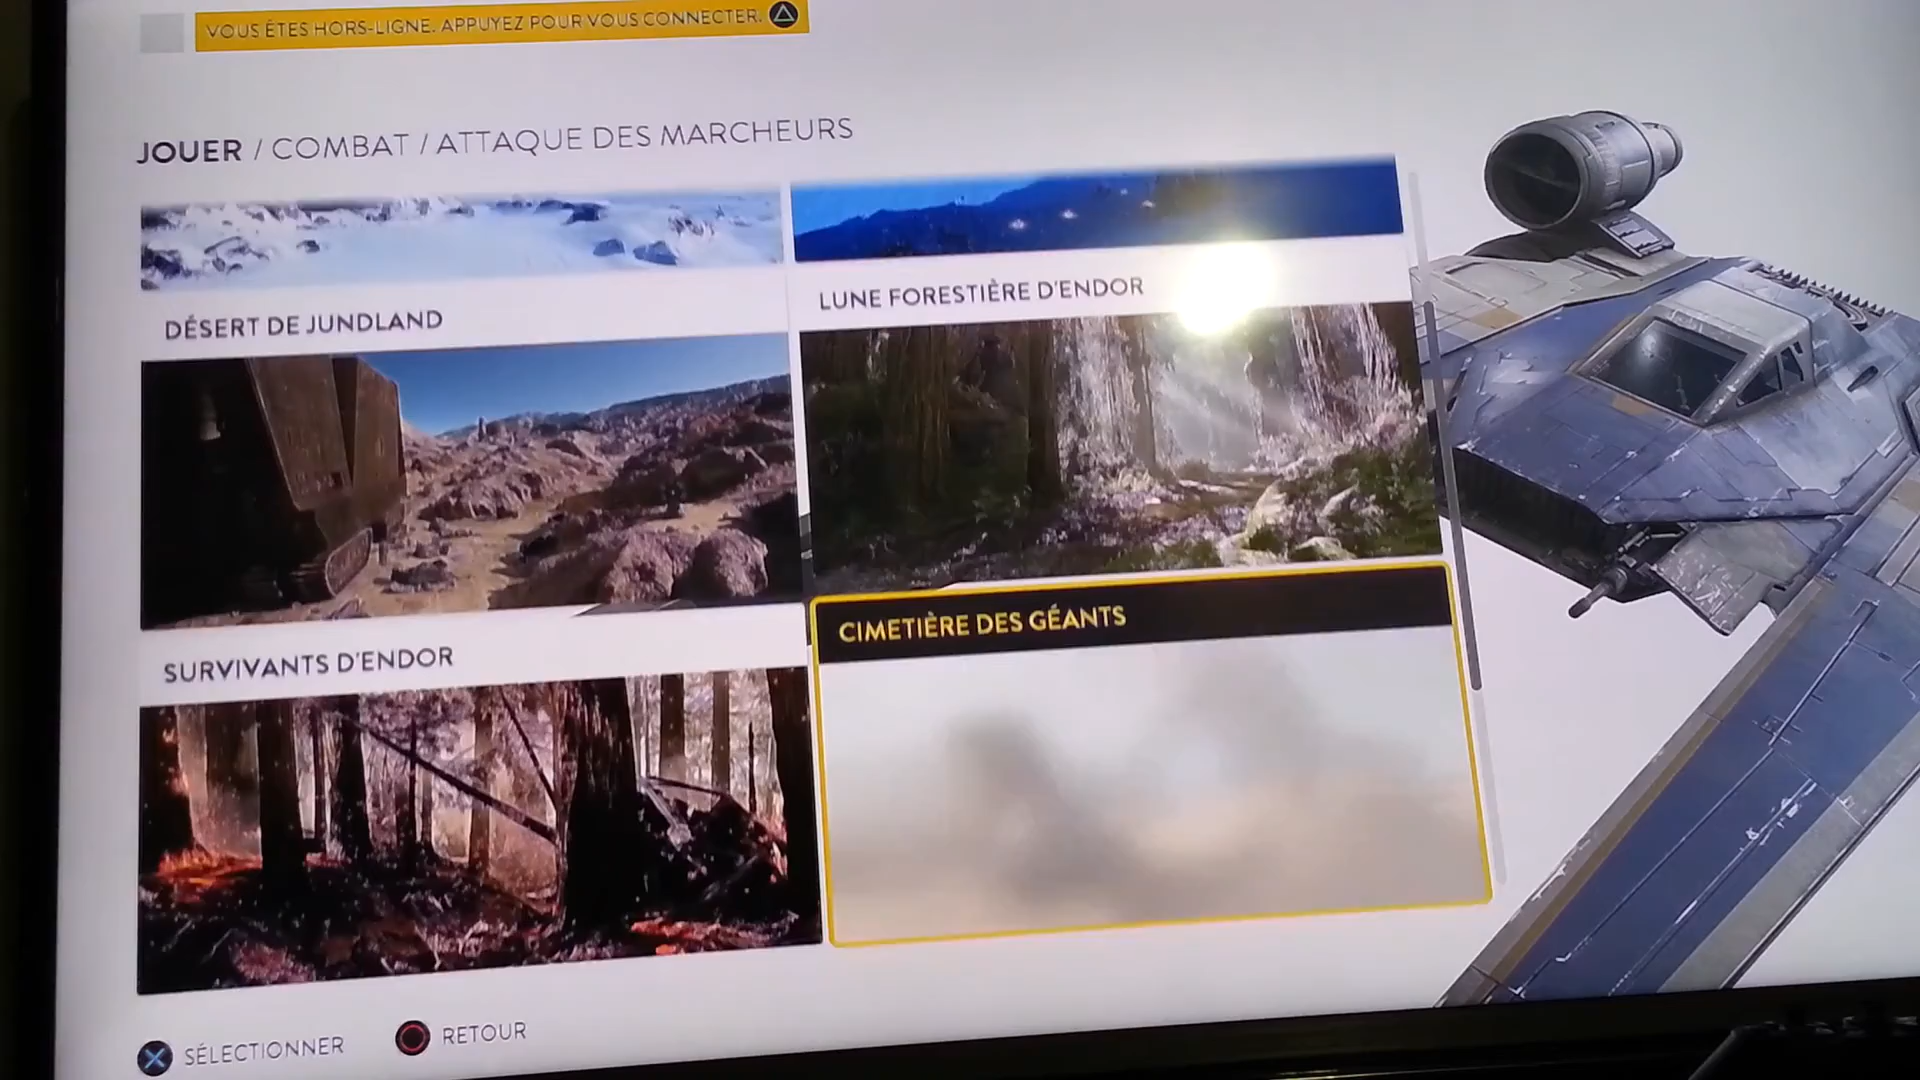 VOUS ÊTES HORS-LIGNE. APPUYEZ POUR VOUS CONNECTER.
JOUER / COMBAT / ATTAQUE DES MARCHEURS
DÉSERT DE JUNDLAND
LUNE FORESTIÈRE D'ENDOR
SURVIVANTS D'ENDOR
CIMETIÈRE DES GÉANTS
SÉLECTIONNER
RETOUR